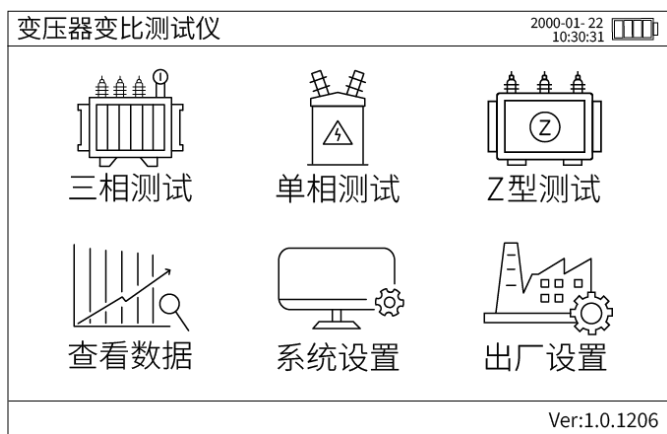 变压器变比测试仪
2000-01- 22
10:30:31
Z
三相测试
单相测试
Z型测试
查看数据
系统设置
出厂设置
Ver:1.0.1206